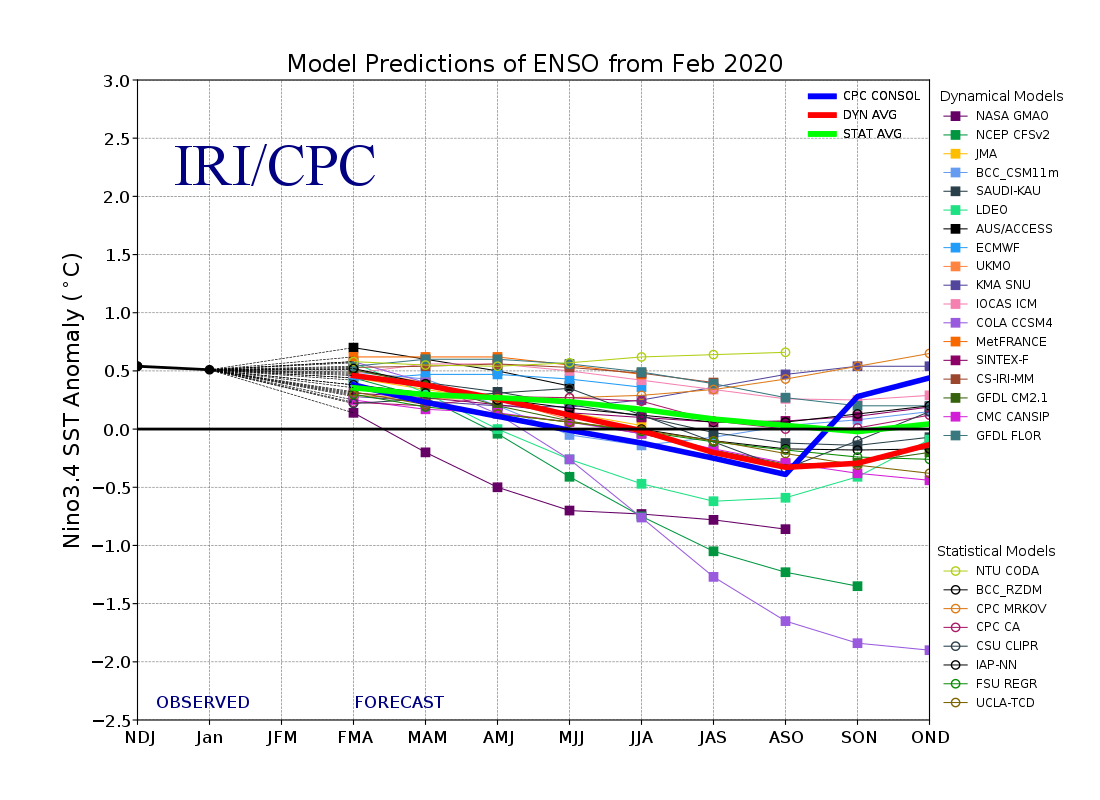 Model Predictions of ENSO from Feb 2020
IRI/CPC
CPC CONSOL
DYN AVG
STAT AVG
Nino3.4 SST Anomaly (°C)
3.0
2.5
2.0
1.5
1.0
0.5
0.0
−0.5
−1.0
−1.5
−2.0
−2.5
OBSERVED FORECAST
NDJ Jan JFM FMA MAM AMJ MJJ JJA JAS ASO SON OND
Dynamical Models
NASA GMAO
NCEP CFSv2
JMA
BCC_CSM11m
SAUDI-KAU
LDEO
AUS/ACCESS
ECMWF
UKMO
KMA SNU
IOCAS ICM
COLA CCSM4
MetFRANCE
SINTEX-F
CS-IRI-MM
GFDL CM2.1
CMC CANSIP
GFDL FLOR
Statistical Models
NTU CODA
BCC_RZDM
CPC MRKOV
CPC CA
CSU CLIPR
IAP-NN
FSU REGR
UCLA-TCD